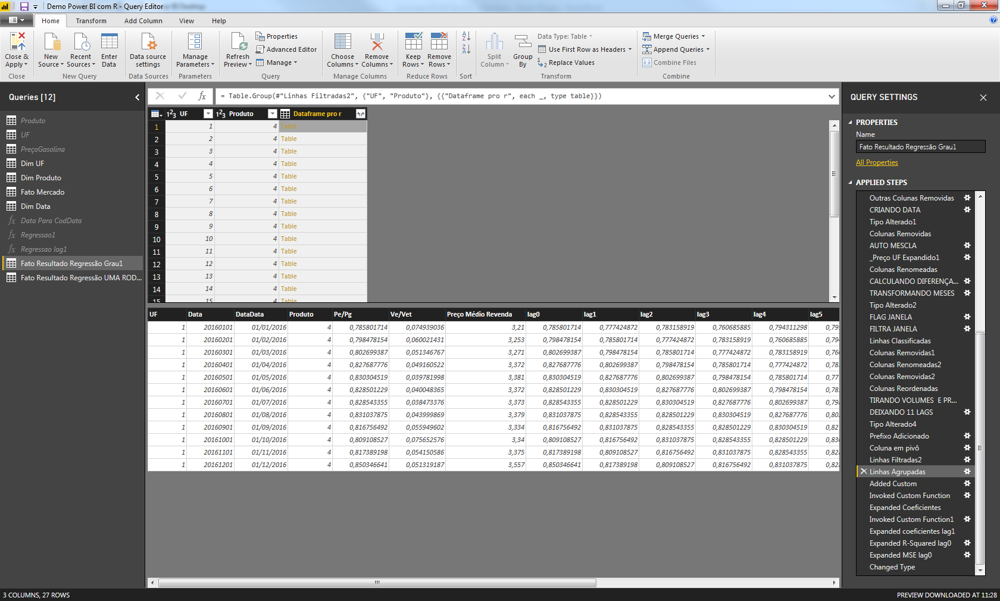 Demo Power BI com R - Query Editor
Home Transform Add Column View Help
Close & Apply
New Source
Recent Sources
Enter Data
Data source settings
Manage Parameters
Refresh Preview
Properties
Advanced Editor
Manage
Choose Columns
Remove Columns
Keep Rows
Remove Rows
Split Column
Group By
Data Type: Table
Use First Row as Headers
Replace Values
Merge Queries
Append Queries
Combine Files
Close New Query Data Sources Parameters Query Manage Columns Reduce Rows Sort Transform Combine
Queries [12]
Produto
UF
PreçoGasolina
Dim UF
Dim Produto
Fato Mercado
Dim Data
Data Para CodData
Regressao1
Regressao lag1
Fato Resultado Regressão Grau1
Fato Resultado Regressão UMA ROD...
= Table.Group(#"Linhas Filtradas2", {"UF", "Produto"}, {{"Dataframe pro r", each _, type table}})
UF Produto Dataframe pro r
1 1 4 Table
2 2 4 Table
3 3 4 Table
4 4 4 Table
5 5 4 Table
6 6 4 Table
7 7 4 Table
8 8 4 Table
9 9 4 Table
10 10 4 Table
11 11 4 Table
12 12 4 Table
13 13 4 Table
14 14 4 Table
15 15 4 Table
UF Data DataData Produto Pe/Pg Ve/Vet Preço Médio Revenda lag0 lag1 lag2 lag3 lag4 lag5
1 20160101 01/01/2016 4 0,785801714 0,074939036 3,21 0,785801714 0,777424872 0,783158919 0,760685885 0,794311298 0,79
1 20160201 01/02/2016 4 0,798478154 0,060021431 3,253 0,798478154 0,785801714 0,777424872 0,783158919 0,760685885 0,794
1 20160301 01/03/2016 4 0,802699387 0,051346767 3,271 0,802699387 0,798478154 0,785801714 0,777424872 0,783158919 0,760
1 20160401 01/04/2016 4 0,827687776 0,049160522 3,372 0,827687776 0,802699387 0,798478154 0,785801714 0,777424872 0,78
1 20160501 01/05/2016 4 0,830304519 0,039781998 3,381 0,830304519 0,827687776 0,802699387 0,798478154 0,785801714 0,77
1 20160601 01/06/2016 4 0,828501229 0,040048365 3,372 0,828501229 0,830304519 0,827687776 0,802699387 0,798478154 0,78
1 20160701 01/07/2016 4 0,828543355 0,038473376 3,373 0,828543355 0,828501229 0,830304519 0,827687776 0,802699387 0,79
1 20160801 01/08/2016 4 0,831037875 0,043999869 3,379 0,831037875 0,828543355 0,828501229 0,830304519 0,827687776 0,80
1 20160901 01/09/2016 4 0,816756492 0,055949602 3,334 0,816756492 0,831037875 0,828543355 0,828501229 0,830304519 0,82
1 20161001 01/10/2016 4 0,809108527 0,075652576 3,34 0,809108527 0,816756492 0,831037875 0,828543355 0,828501229 0,83
1 20161101 01/11/2016 4 0,817389198 0,054150586 3,375 0,817389198 0,809108527 0,816756492 0,831037875 0,828543355 0,82
1 20161201 01/12/2016 4 0,850346641 0,051319187 3,557 0,850346641 0,817389198 0,809108527 0,816756492 0,831037875 0,82
QUERY SETTINGS
PROPERTIES
Name
Fato Resultado Regressão Grau1
All Properties
APPLIED STEPS
Outras Colunas Removidas
CRIANDO DATA
Tipo Alterado1
Colunas Removidas
AUTO MESCLA
_Preço UF Expandido1
Colunas Renomeadas
CALCULANDO DIFERENÇA...
TRANSFORMANDO MESES
Tipo Alterado2
FLAG JANELA
FILTRA JANELA
Linhas Classificadas
Colunas Removidas1
Colunas Renomeadas2
Colunas Removidas2
Colunas Reordenadas
TIRANDO VOLUMES E PR...
DEIXANDO 11 LAGS
Tipo Alterado4
Prefixo Adicionado
Coluna em pivô
Linhas Filtradas2
Linhas Agrupadas
Added Custom
Invoked Custom Function
Expanded Coeficientes
Invoked Custom Function1
Expanded coeficientes lag1
Expanded R-Squared lag0
Expanded MSE lag0
Changed Type
3 COLUMNS, 27 ROWS
PREVIEW DOWNLOADED AT 11:28